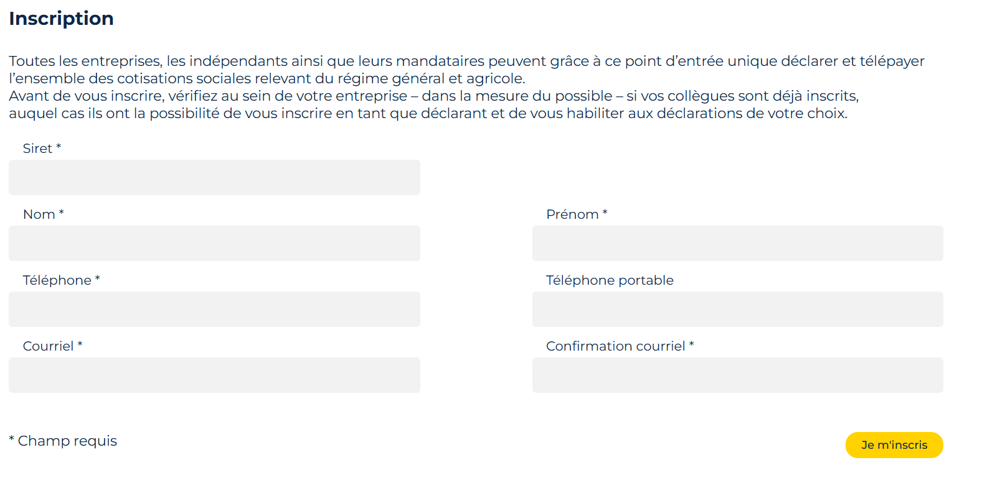 Inscription
Toutes les entreprises, les indépendants ainsi que leurs mandataires peuvent grâce à ce point d’entrée unique déclarer et télépayer
l’ensemble des cotisations sociales relevant du régime général et agricole.
Avant de vous inscrire, vérifiez au sein de votre entreprise – dans la mesure du possible – si vos collègues sont déjà inscrits,
auquel cas ils ont la possibilité de vous inscrire en tant que déclarant et de vous habiliter aux déclarations de votre choix.
Siret *
Nom *
Prénom *
Téléphone *
Téléphone portable
Courriel *
Confirmation courriel *
* Champ requis
Je m'inscris